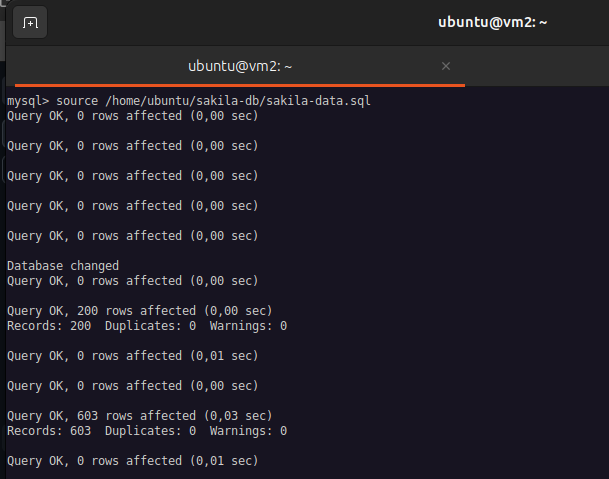 ubuntu@vm2: ~
ubuntu@vm2: ~ ×
mysql> source /home/ubuntu/sakila-db/sakila-data.sql
Query OK, 0 rows affected (0,00 sec)
Query OK, 0 rows affected (0,00 sec)
Query OK, 0 rows affected (0,00 sec)
Query OK, 0 rows affected (0,00 sec)
Query OK, 0 rows affected (0,00 sec)
Database changed
Query OK, 0 rows affected (0,00 sec)
Query OK, 200 rows affected (0,00 sec)
Records: 200  Duplicates: 0  Warnings: 0
Query OK, 0 rows affected (0,01 sec)
Query OK, 0 rows affected (0,00 sec)
Query OK, 603 rows affected (0,03 sec)
Records: 603  Duplicates: 0  Warnings: 0
Query OK, 0 rows affected (0,01 sec)